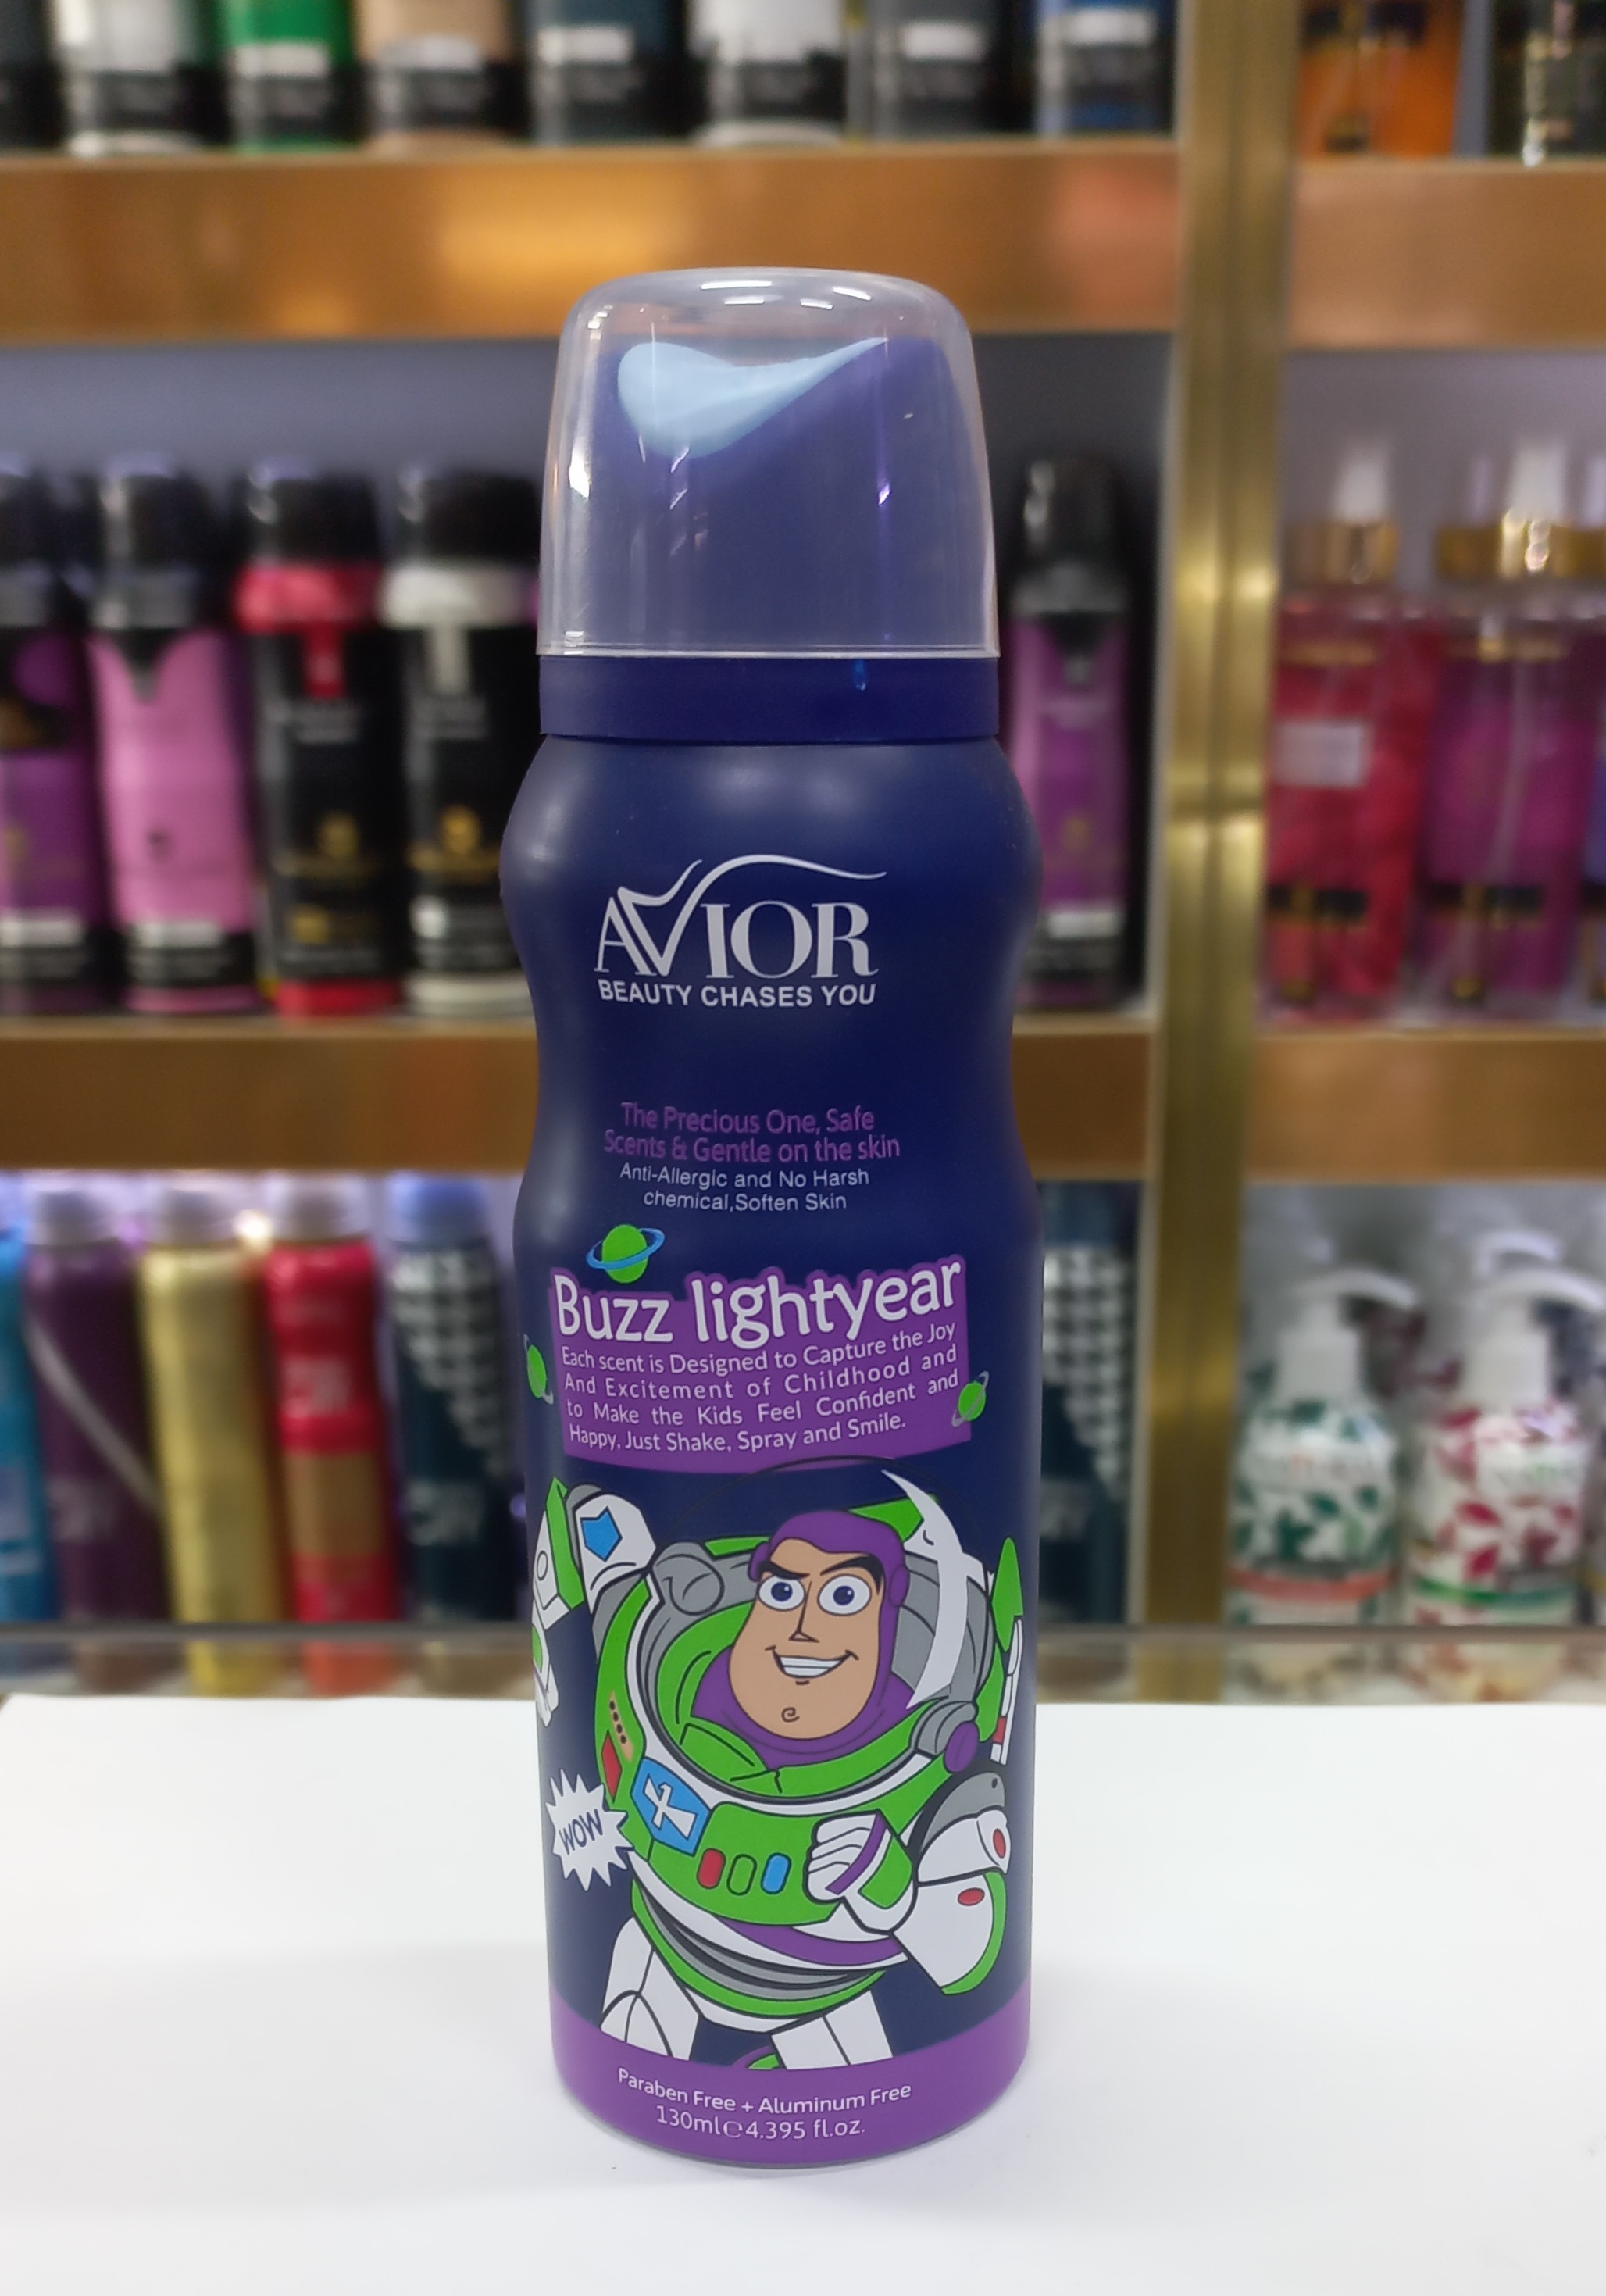 AVIOR
BEAUTY CHASES YOU
The Precious One, Safe
Scents & Gentle on the skin
Anti-Allergic and No Harsh
chemical,Soften Skin
Buzz lightyear
Each scent is Designed to Capture the Joy
And Excitement of Childhood and
to Make the Kids Feel Confident and
Happy, Just Shake, Spray and Smile.
WOW
Paraben Free + Aluminum Free
130ml℮4.395 fl.oz.